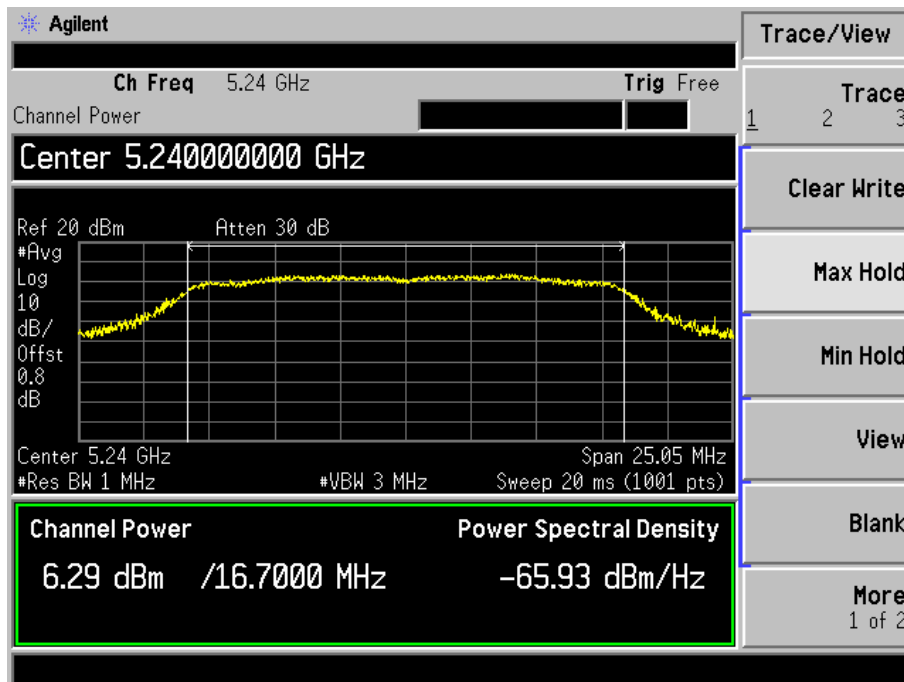 Agilent
Ch Freq 5.24 GHz Trig Free
Channel Power
Center 5.240000000 GHz
Ref 20 dBm Atten 30 dB
#Avg
Log
10
dB/
Offst
0.8
dB
Center 5.24 GHz Span 25.05 MHz
#Res BW 1 MHz #VBW 3 MHz Sweep 20 ms (1001 pts)
Channel Power Power Spectral Density
6.29 dBm /16.7000 MHz -65.93 dBm/Hz
Trace/View
Trace
1 2 3
Clear Write
Max Hold
Min Hold
View
Blank
More
1 of 2